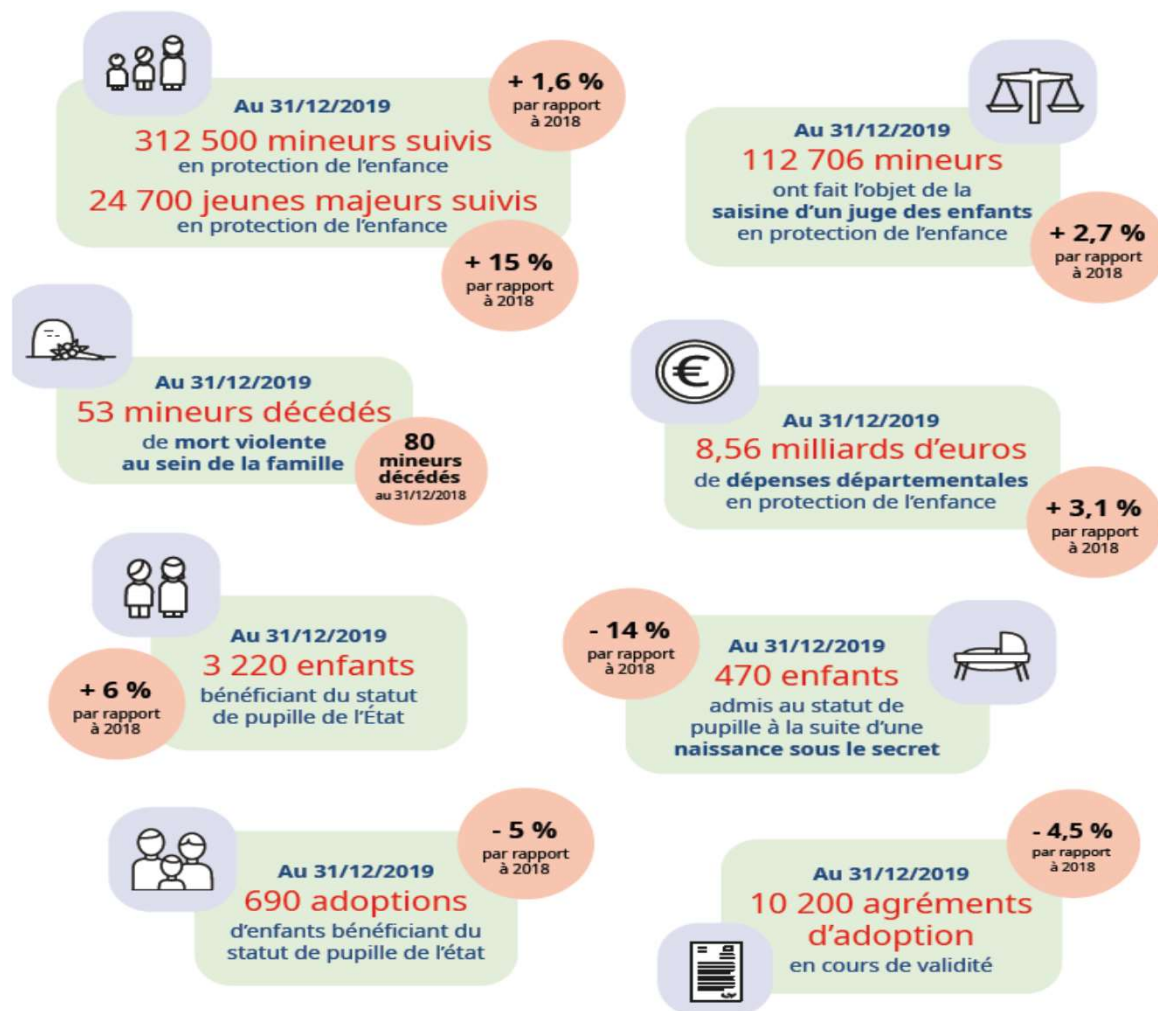 Au 31/12/2019
312 500 mineurs suivis
en protection de l'enfance
24 700 jeunes majeurs suivis
en protection de l'enfance
+ 1,6 %
par rapport
à 2018
+ 15 %
par rapport
à 2018
Au 31/12/2019
112 706 mineurs
ont fait l'objet de la
saisine d'un juge des enfants
en protection de l'enfance
+ 2,7 %
par rapport
à 2018
Au 31/12/2019
53 mineurs décédés
de mort violente
au sein de la famille
80
mineurs
décédés
au 31/12/2018
€
Au 31/12/2019
8,56 milliards d'euros
de dépenses départementales
en protection de l'enfance
+ 3,1 %
par rapport
à 2018
Au 31/12/2019
3 220 enfants
bénéficiant du statut
de pupille de l'État
+ 6 %
par rapport
à 2018
- 14 %
par rapport
à 2018
Au 31/12/2019
470 enfants
admis au statut de
pupille à la suite d'une
naissance sous le secret
- 5 %
par rapport
à 2018
Au 31/12/2019
690 adoptions
d'enfants bénéficiant du
statut de pupille de l'état
- 4,5 %
par rapport
à 2018
Au 31/12/2019
10 200 agréments
d'adoption
en cours de validité